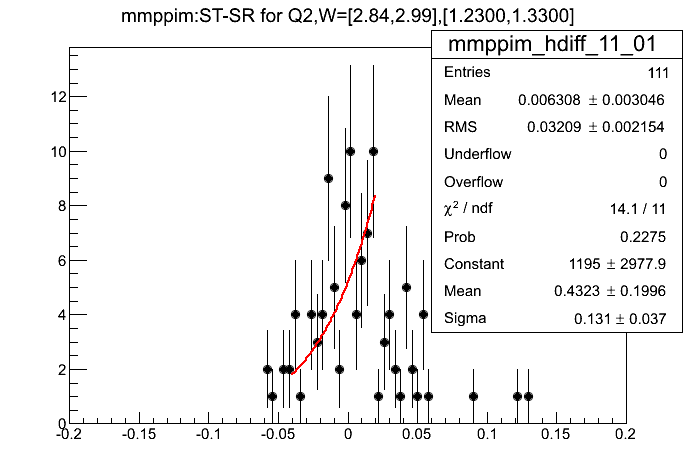 mmppim:ST-SR for Q2,W=[2.84,2.99],[1.2300,1.3300]
mmppim_hdiff_11_01
Entries 111
Mean 0.006308 ± 0.003046
RMS 0.03209 ± 0.002154
Underflow 0
Overflow 0
χ² / ndf 14.1 / 11
Prob 0.2275
Constant 1195 ± 2977.9
Mean 0.4323 ± 0.1996
Sigma 0.131 ± 0.037
12
10
8
6
4
2
0
-0.2 -0.15 -0.1 -0.05 0 0.05 0.1 0.15 0.2